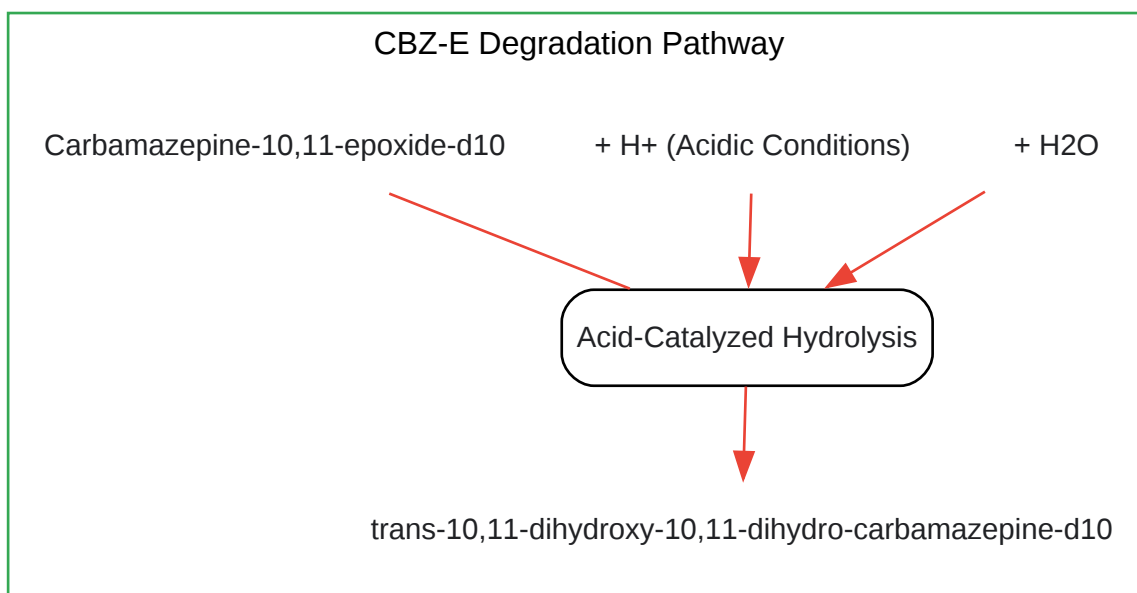 CBZ-E Degradation Pathway
Carbamazepine-10,11-epoxide-d10 + H+ (Acidic Conditions) + H2O
Acid-Catalyzed Hydrolysis
trans-10,11-dihydroxy-10,11-dihydro-carbamazepine-d10